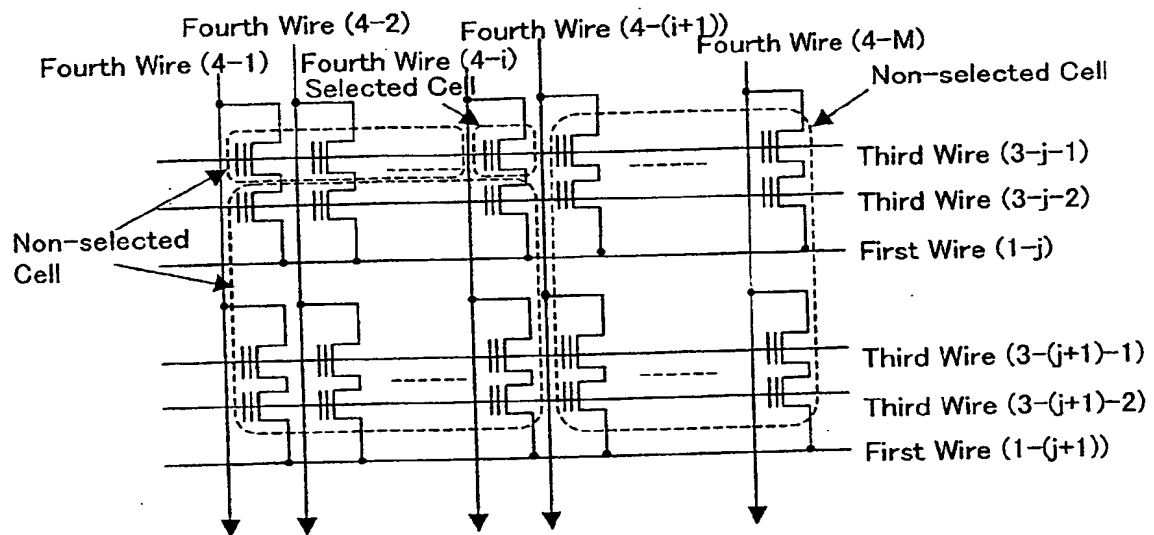 Fourth Wire (4-2)
Fourth Wire (4-(i+1))
Fourth Wire (4-M)
Fourth Wire (4-1)
Fourth Wire (4-i)
Selected Cell
Non-selected Cell
Third Wire (3-j-1)
Third Wire (3-j-2)
Non-selected
Cell
First Wire (1-j)
Third Wire (3-(j+1)-1)
Third Wire (3-(j+1)-2)
First Wire (1-(j+1))